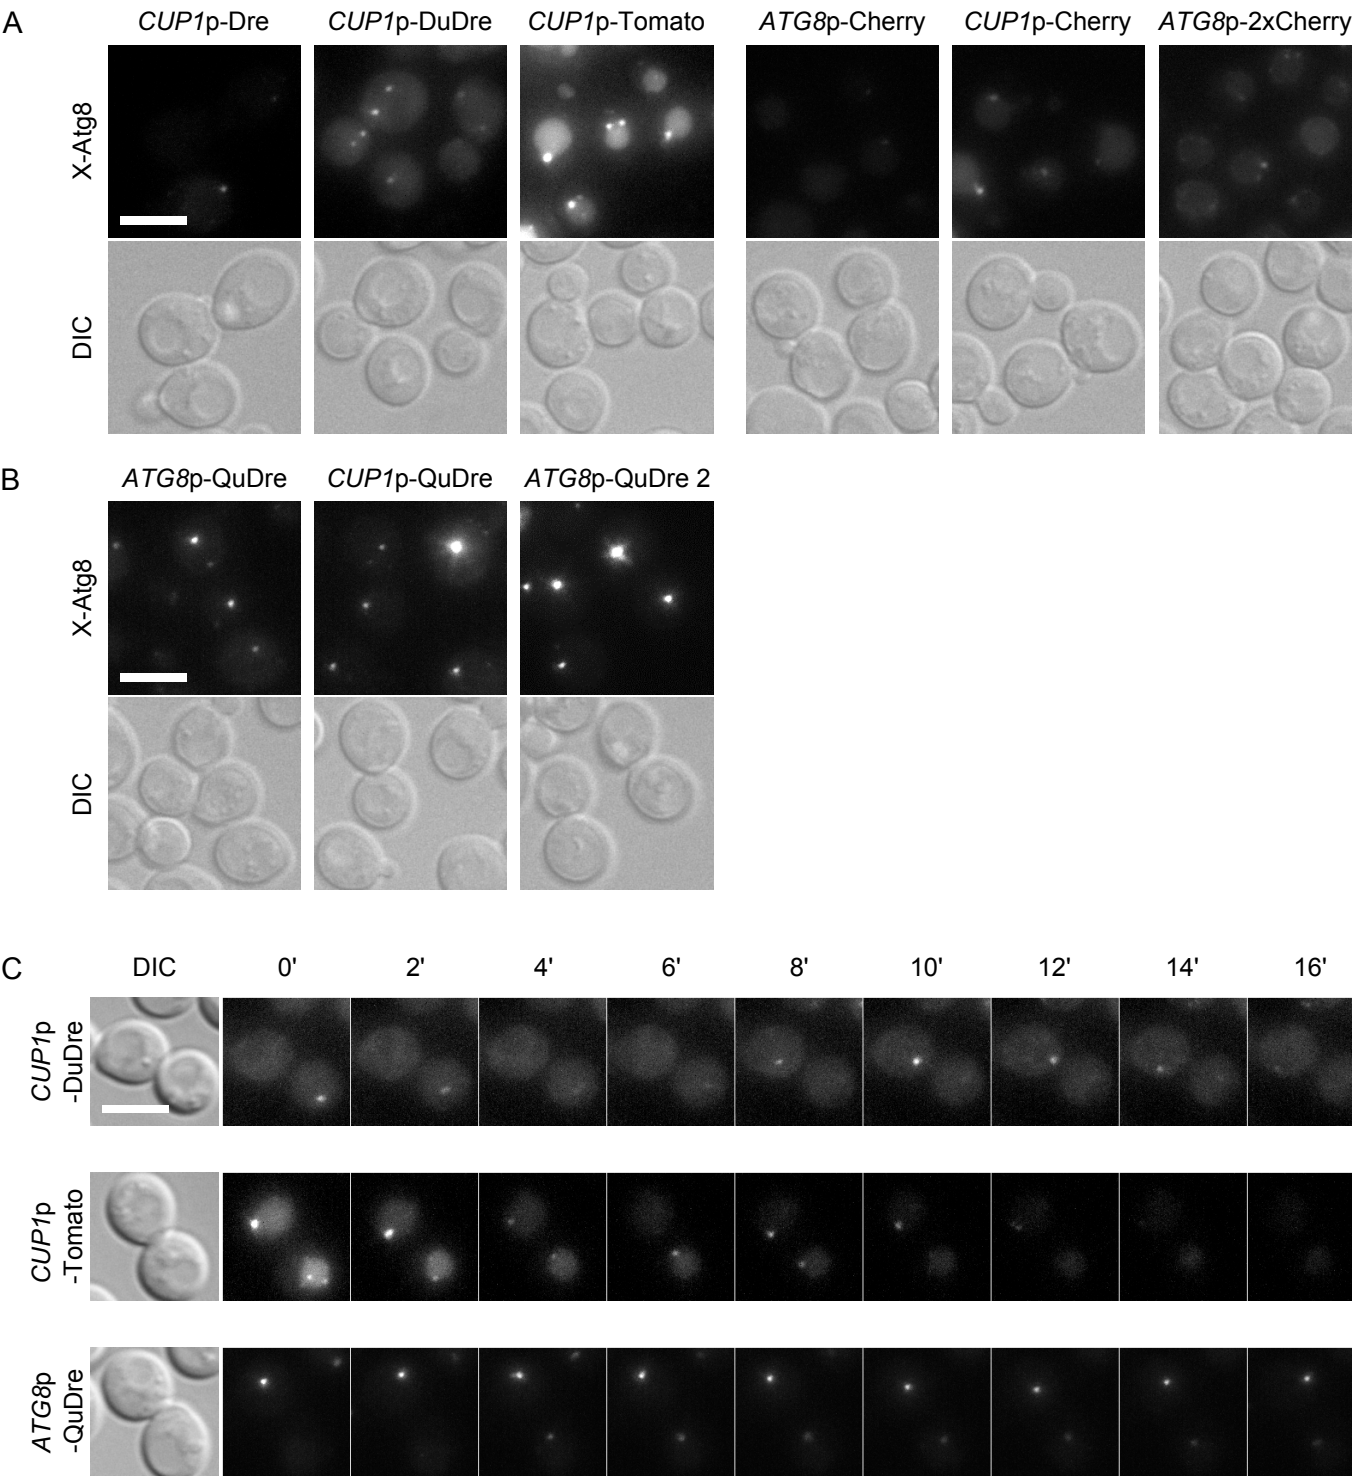 A
CUP1p-Dre CUP1p-DuDre CUP1p-Tomato ATG8p-Cherry CUP1p-Cherry ATG8p-2xCherry
X-Atg8
DIC
B
ATG8p-QuDre CUP1p-QuDre ATG8p-QuDre 2
X-Atg8
DIC
C
DIC 0' 2' 4' 6' 8' 10' 12' 14' 16'
CUP1p
-DuDre
CUP1p
-Tomato
ATG8p
-QuDre